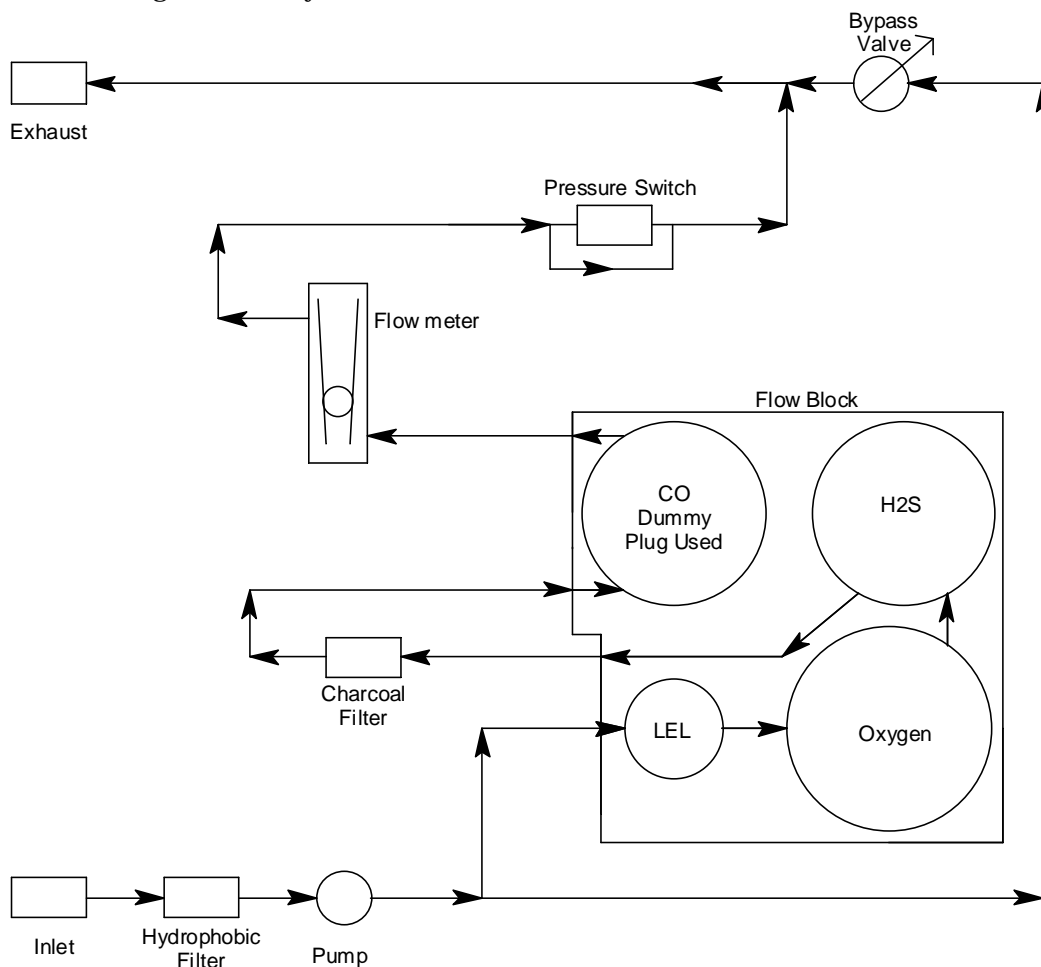 Bypass
Valve
Exhaust
Pressure Switch
Flow meter
Flow Block
CO
Dummy
Plug Used
H2S
Charcoal
Filter
LEL
Oxygen
Inlet
Hydrophobic
Filter
Pump